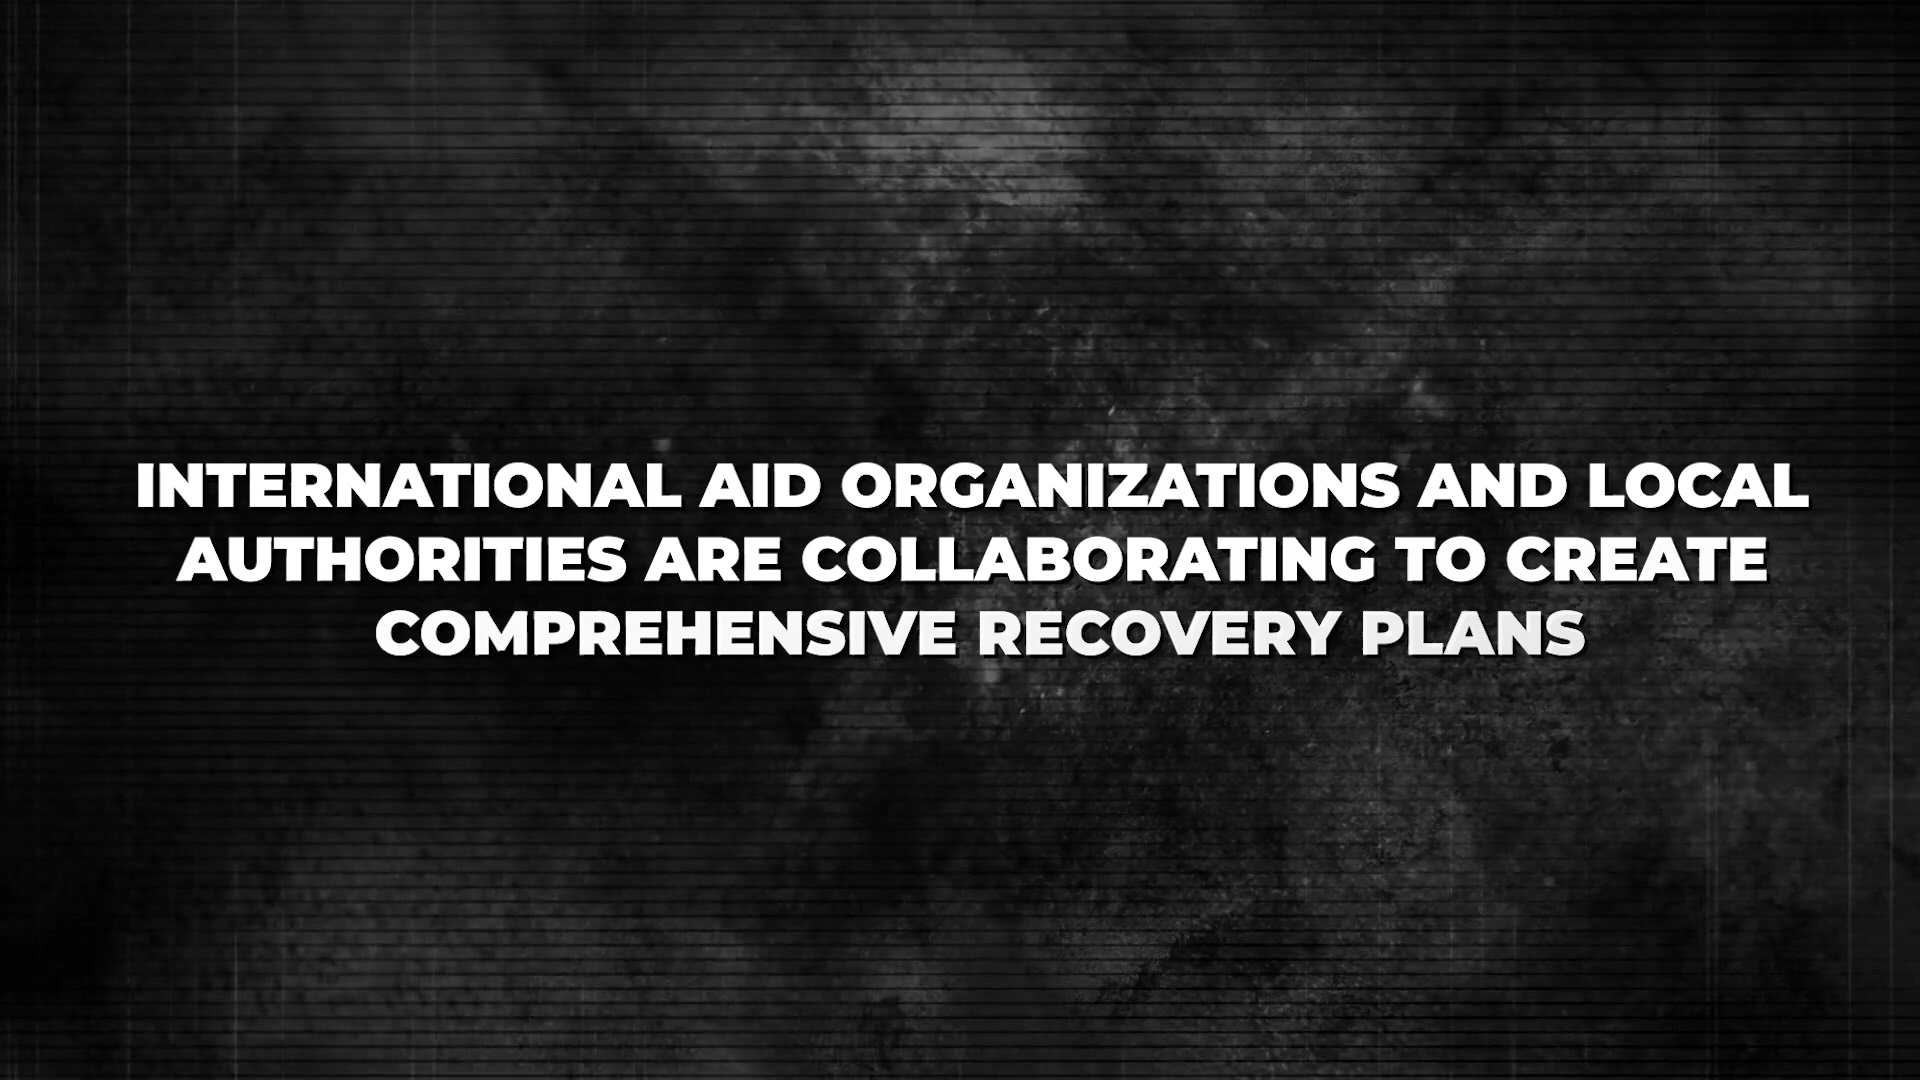 INTERNATIONAL AID ORGANIZATIONS AND LOCAL
AUTHORITIES ARE COLLABORATING TO CREATE
COMPREHENSIVE RECOVERY PLANS